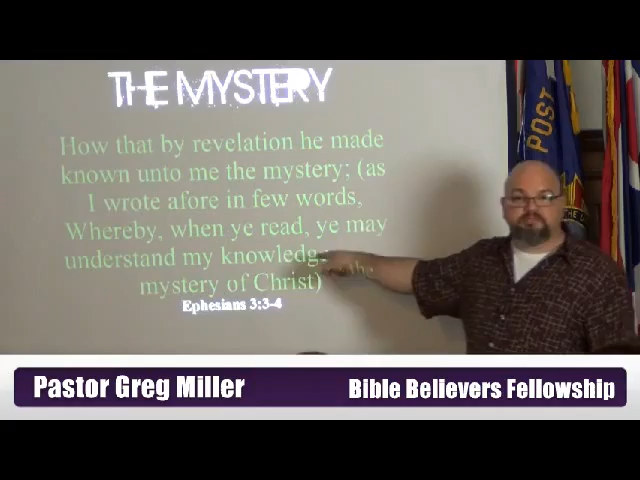 THE MYSTERY
How that by revelation he made
known unto me the mystery; (as
I wrote afore in few words,
Whereby, when ye read, ye may
understand my knowledge the
mystery of Christ)
Ephesians 3:3-4
POST
Pastor Greg Miller
Bible Believers Fellowship